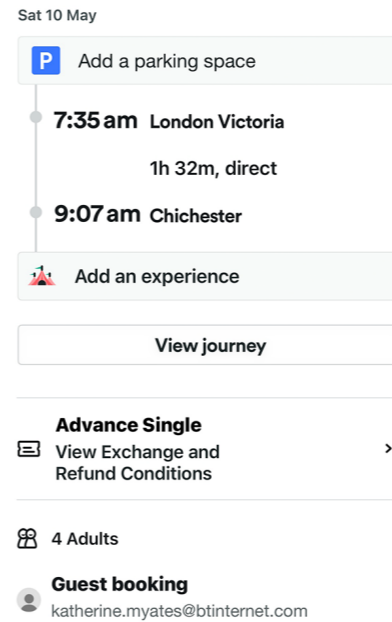 Sat 10 May
P Add a parking space
7:35 am London Victoria
1h 32m, direct
9:07 am Chichester
Add an experience
View journey
Advance Single
View Exchange and
Refund Conditions
4 Adults
Guest booking
katherine.myates@btinternet.com